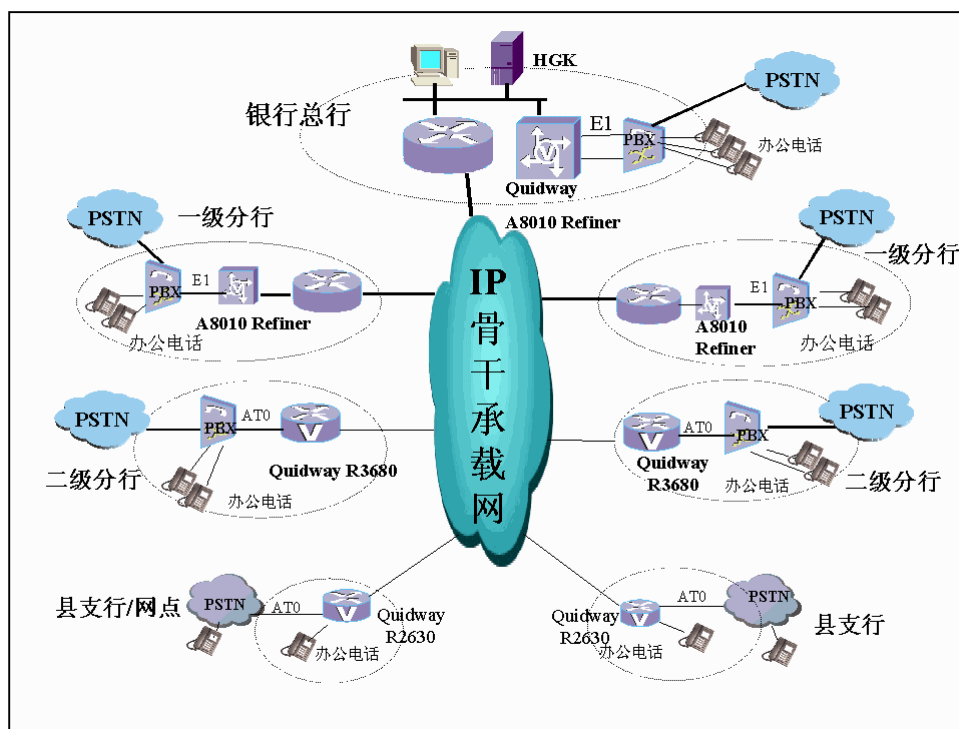 HGK
PSTN
银行总行
E1
PBX
办公电话
Quidway
A8010 Refiner
PSTN
一级分行
PBX
E1
A8010 Refiner
办公电话
PSTN
一级分行
E1
PBX
A8010
Refiner
办公电话
IP
骨
干
承
载
网
PSTN
PBX
AT0
Quidway R3680
二级分行
办公电话
AT0
PBX
PSTN
Quidway
R3680
办公电话
二级分行
县支行/网点
PSTN
AT0
Quidway
R2630
办公电话
AT0
PSTN
Quidway
R2630
县支行
办公电话